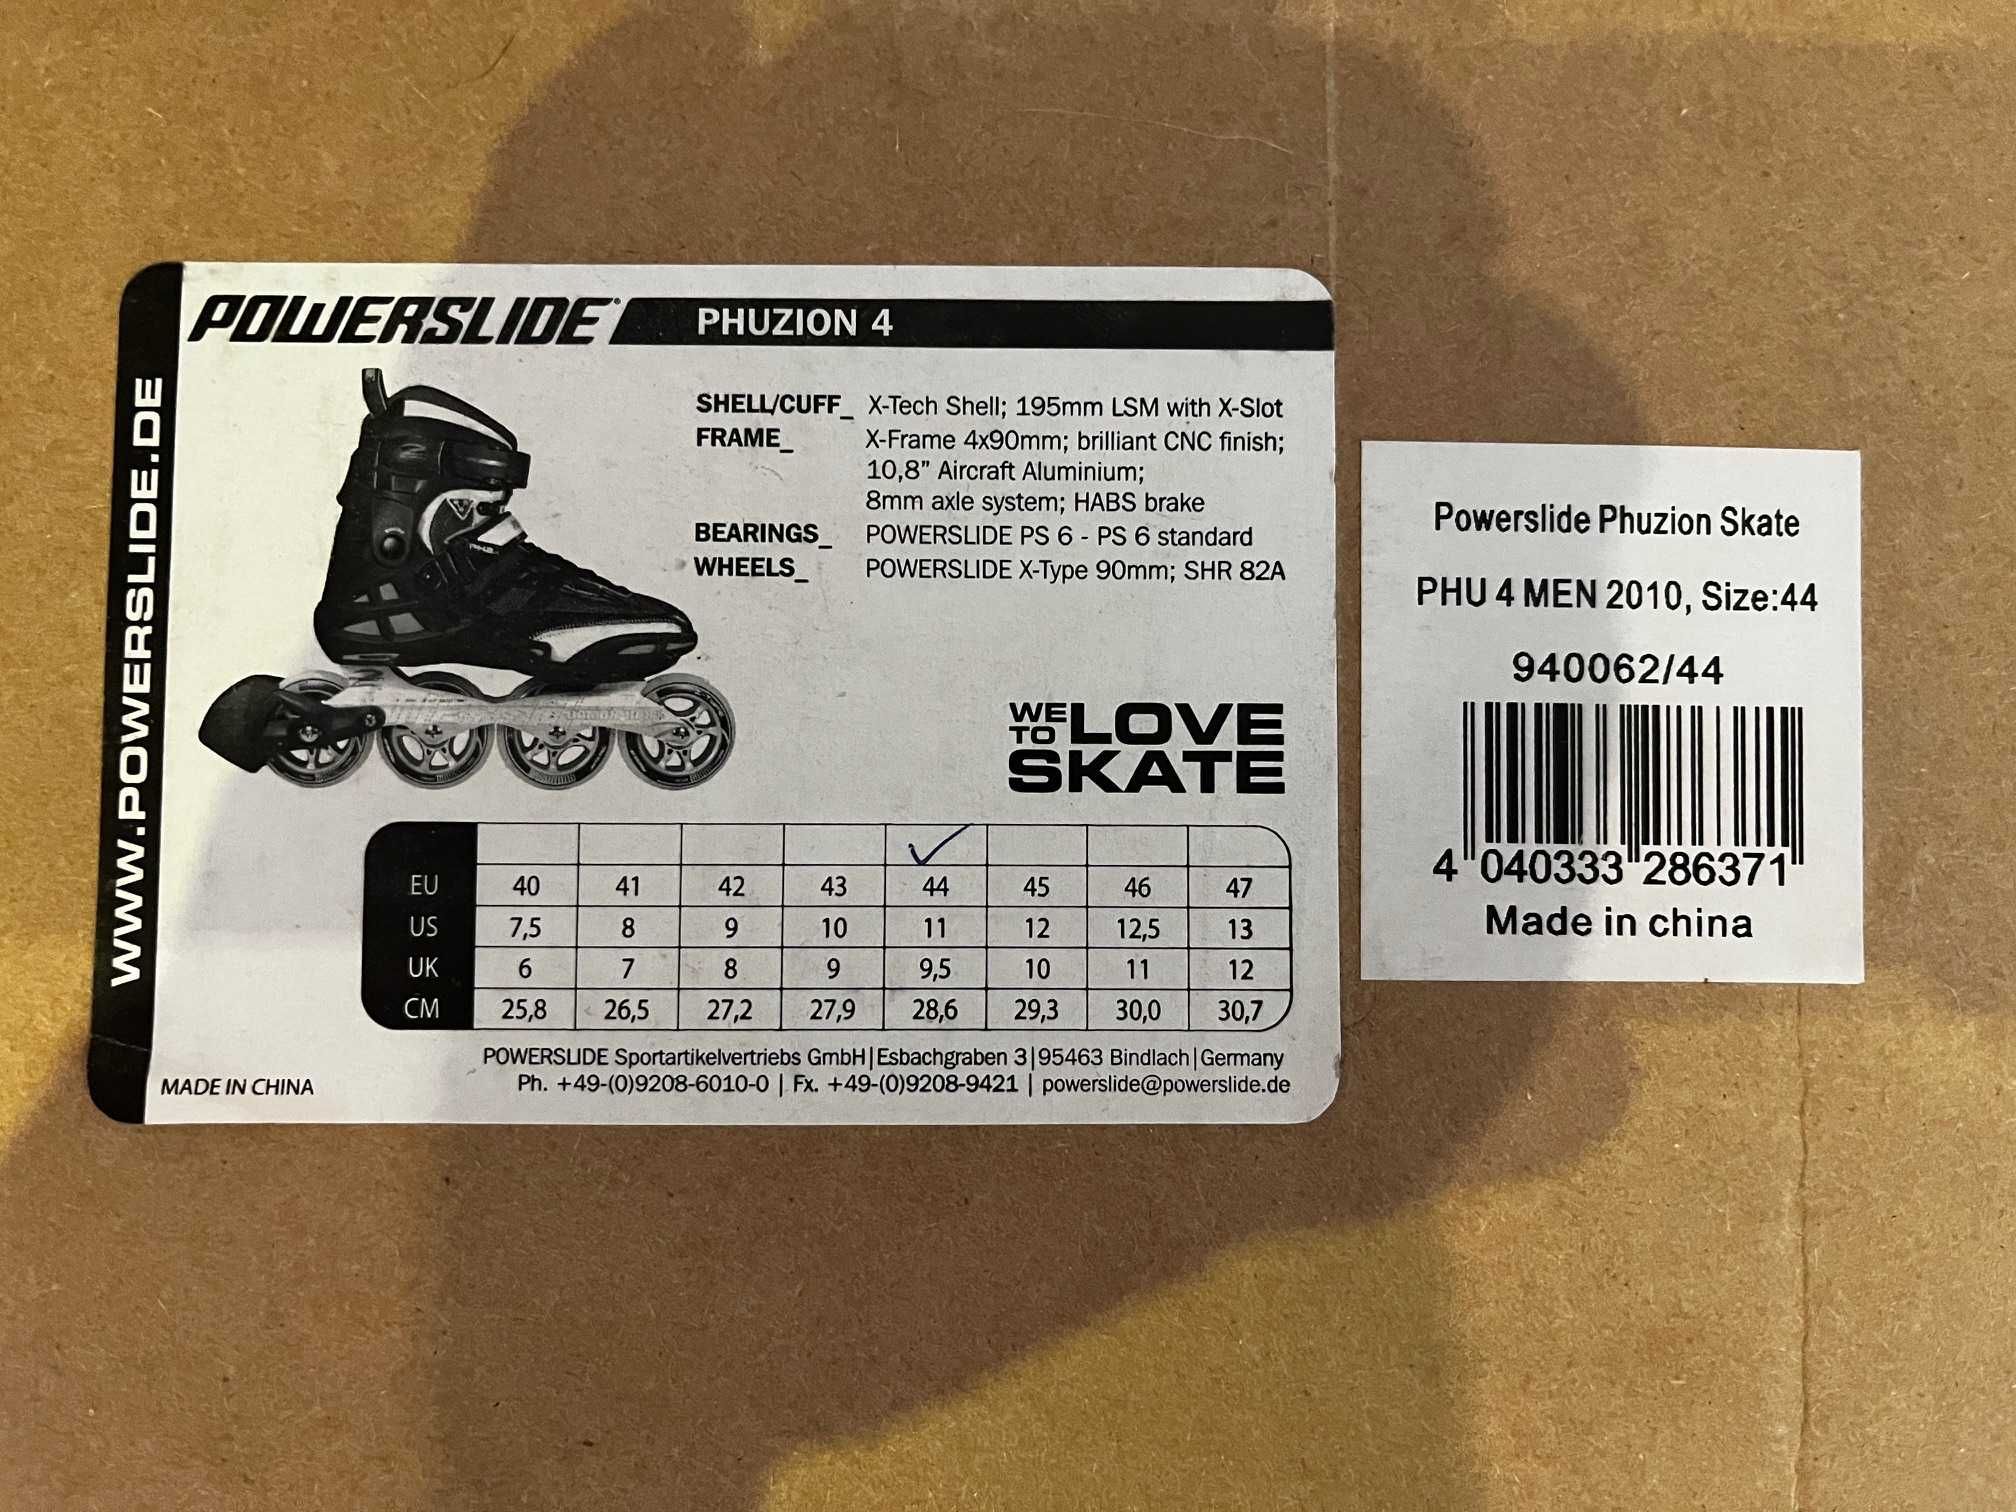 WWW.POWERSLIDE.DE
POWERSLIDE® PHUZION 4
SHELL/CUFF_ X-Tech Shell; 195mm LSM with X-Slot
FRAME_ X-Frame 4x90mm; brilliant CNC finish;
10,8" Aircraft Aluminium;
8mm axle system; HABS brake
BEARINGS_ POWERSLIDE PS 6 - PS 6 standard
WHEELS_ POWERSLIDE X-Type 90mm; SHR 82A
WE TO LOVE
SKATE
EU 40 41 42 43 44 45 46 47
US 7,5 8 9 10 11 12 12,5 13
UK 6 7 8 9 9,5 10 11 12
CM 25,8 26,5 27,2 27,9 28,6 29,3 30,0 30,7
POWERSLIDE Sportartikelvertriebs GmbH|Esbachgraben 3|95463 Bindlach|Germany
Ph. +49-(0)9208-6010-0 | Fx. +49-(0)9208-9421 | powerslide@powerslide.de
MADE IN CHINA
Powerslide Phuzion Skate
PHU 4 MEN 2010, Size:44
940062/44
4 040333 286371
Made in china